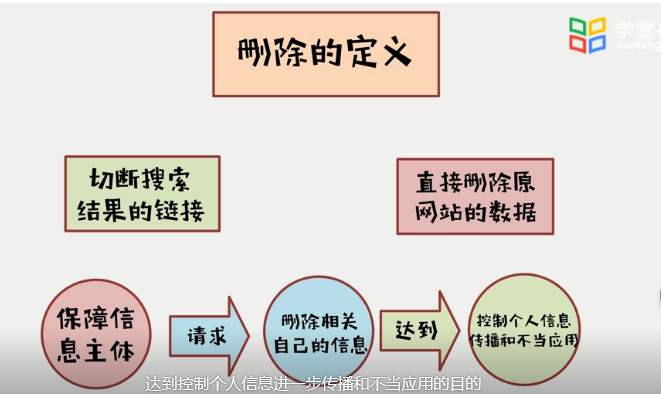 删除的定义
学堂
xuetang
切断搜索
结果的链接
直接删除原
网站的数据
保障信
息主体
请求
删除相关
自己的信息
达到
控制个人信息
传播和不当应用
达到控制个人信息进一步传播和不当应用的目的